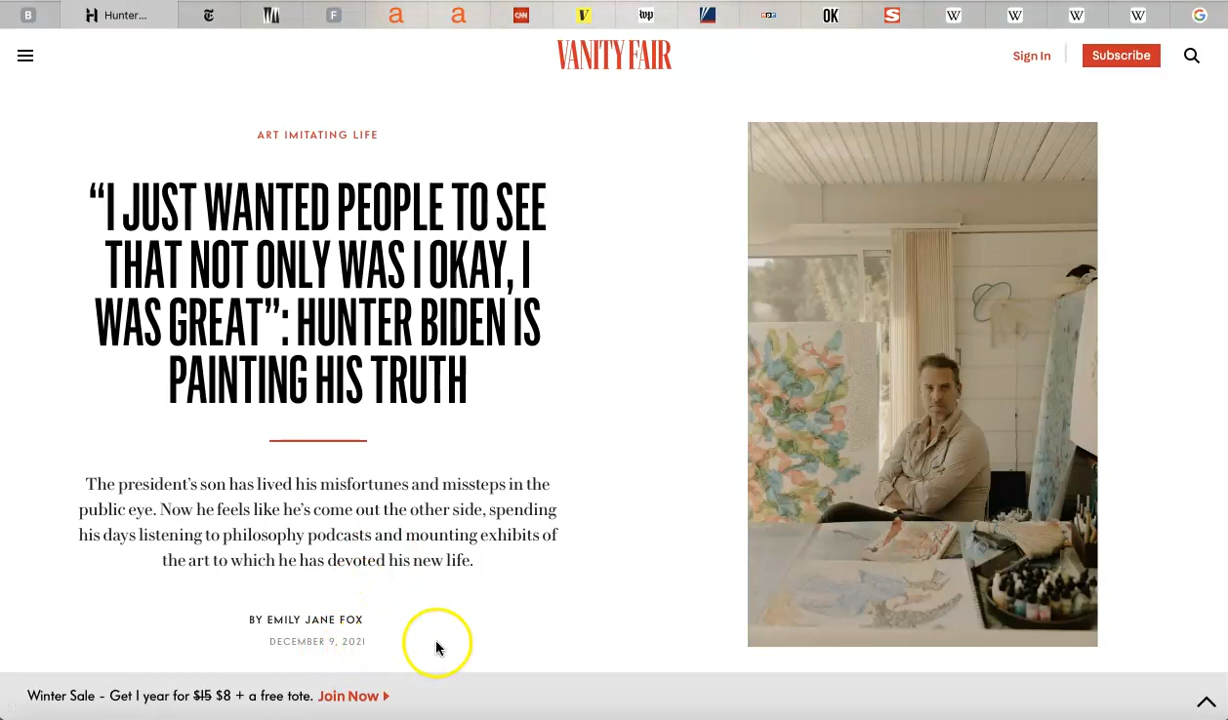 B Hunter... F a a CNN V wp npr OK S W W W W G
VANITY FAIR
Sign In Subscribe
ART IMITATING LIFE
“I JUST WANTED PEOPLE TO SEE
THAT NOT ONLY WAS I OKAY, I
WAS GREAT”: HUNTER BIDEN IS
PAINTING HIS TRUTH
The president’s son has lived his misfortunes and missteps in the
public eye. Now he feels like he’s come out the other side, spending
his days listening to philosophy podcasts and mounting exhibits of
the art to which he has devoted his new life.
BY EMILY JANE FOX
DECEMBER 9, 2021
Winter Sale - Get 1 year for $15 $8 + a free tote. Join Now